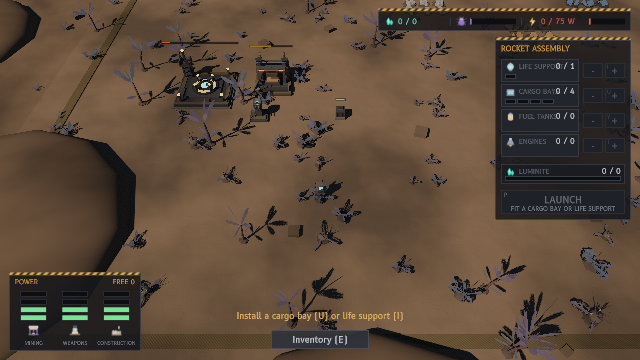 0 / 0
0 / 75 W
ROCKET ASSEMBLY
LIFE SUPPO 0 / 1
- +
CARGO BAY 0 / 4
- +
FUEL TANK 0 / 0
- +
ENGINES 0 / 0
- +
LUMINITE 0 / 0
LAUNCH
FIT A CARGO BAY OR LIFE SUPPORT
POWER FREE 0
MINING WEAPONS CONSTRUCTION
Install a cargo bay [U] or life support [I]
Inventory [E]